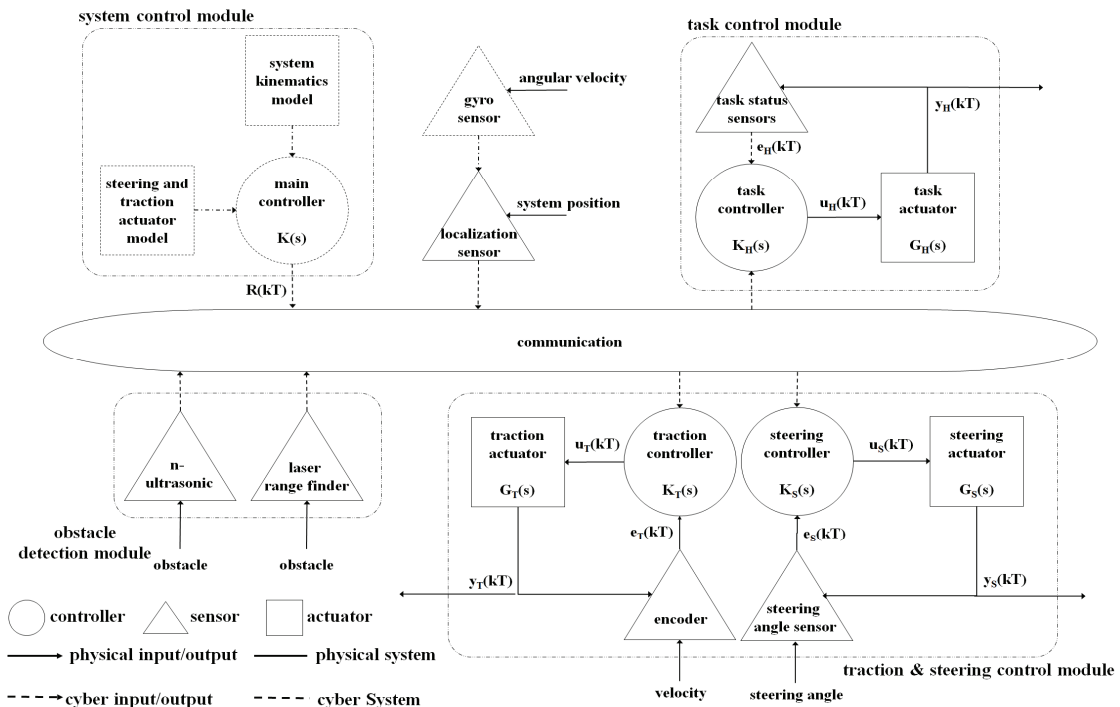 system control module
task control module
system
kinematics
model
angular velocity
gyro
sensor
task status
sensors
y_H(kT)
e_H(kT)
steering and
traction
actuator
model
main
controller
K(s)
system position
localization
sensor
task
controller
K_H(s)
u_H(kT)
task
actuator
G_H(s)
R(kT)
communication
n-
ultrasonic
laser
range finder
obstacle
detection module
obstacle
obstacle
traction
actuator
G_T(s)
u_T(kT)
traction
controller
K_T(s)
steering
controller
K_S(s)
u_S(kT)
steering
actuator
G_S(s)
e_T(kT)
e_S(kT)
y_T(kT)
y_S(kT)
encoder
steering
angle sensor
velocity
steering angle
traction & steering control module
controller
sensor
actuator
physical input/output
physical system
cyber input/output
cyber System